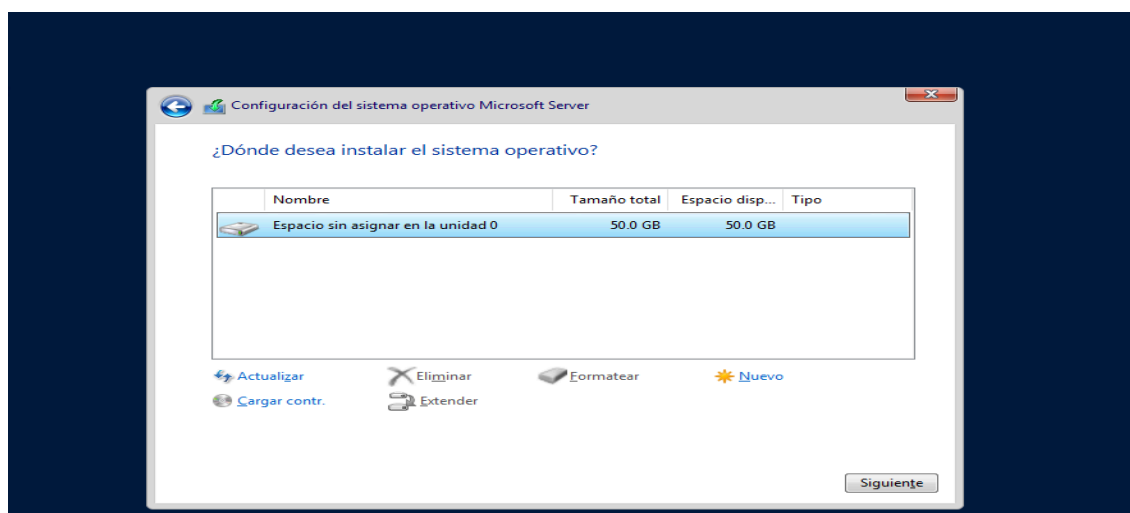 Configuración del sistema operativo Microsoft Server
¿Dónde desea instalar el sistema operativo?
Nombre Tamaño total Espacio disp... Tipo
Espacio sin asignar en la unidad 0 50.0 GB 50.0 GB
Actualizar Eliminar Formatear Nuevo
Cargar contr. Extender
Siguiente